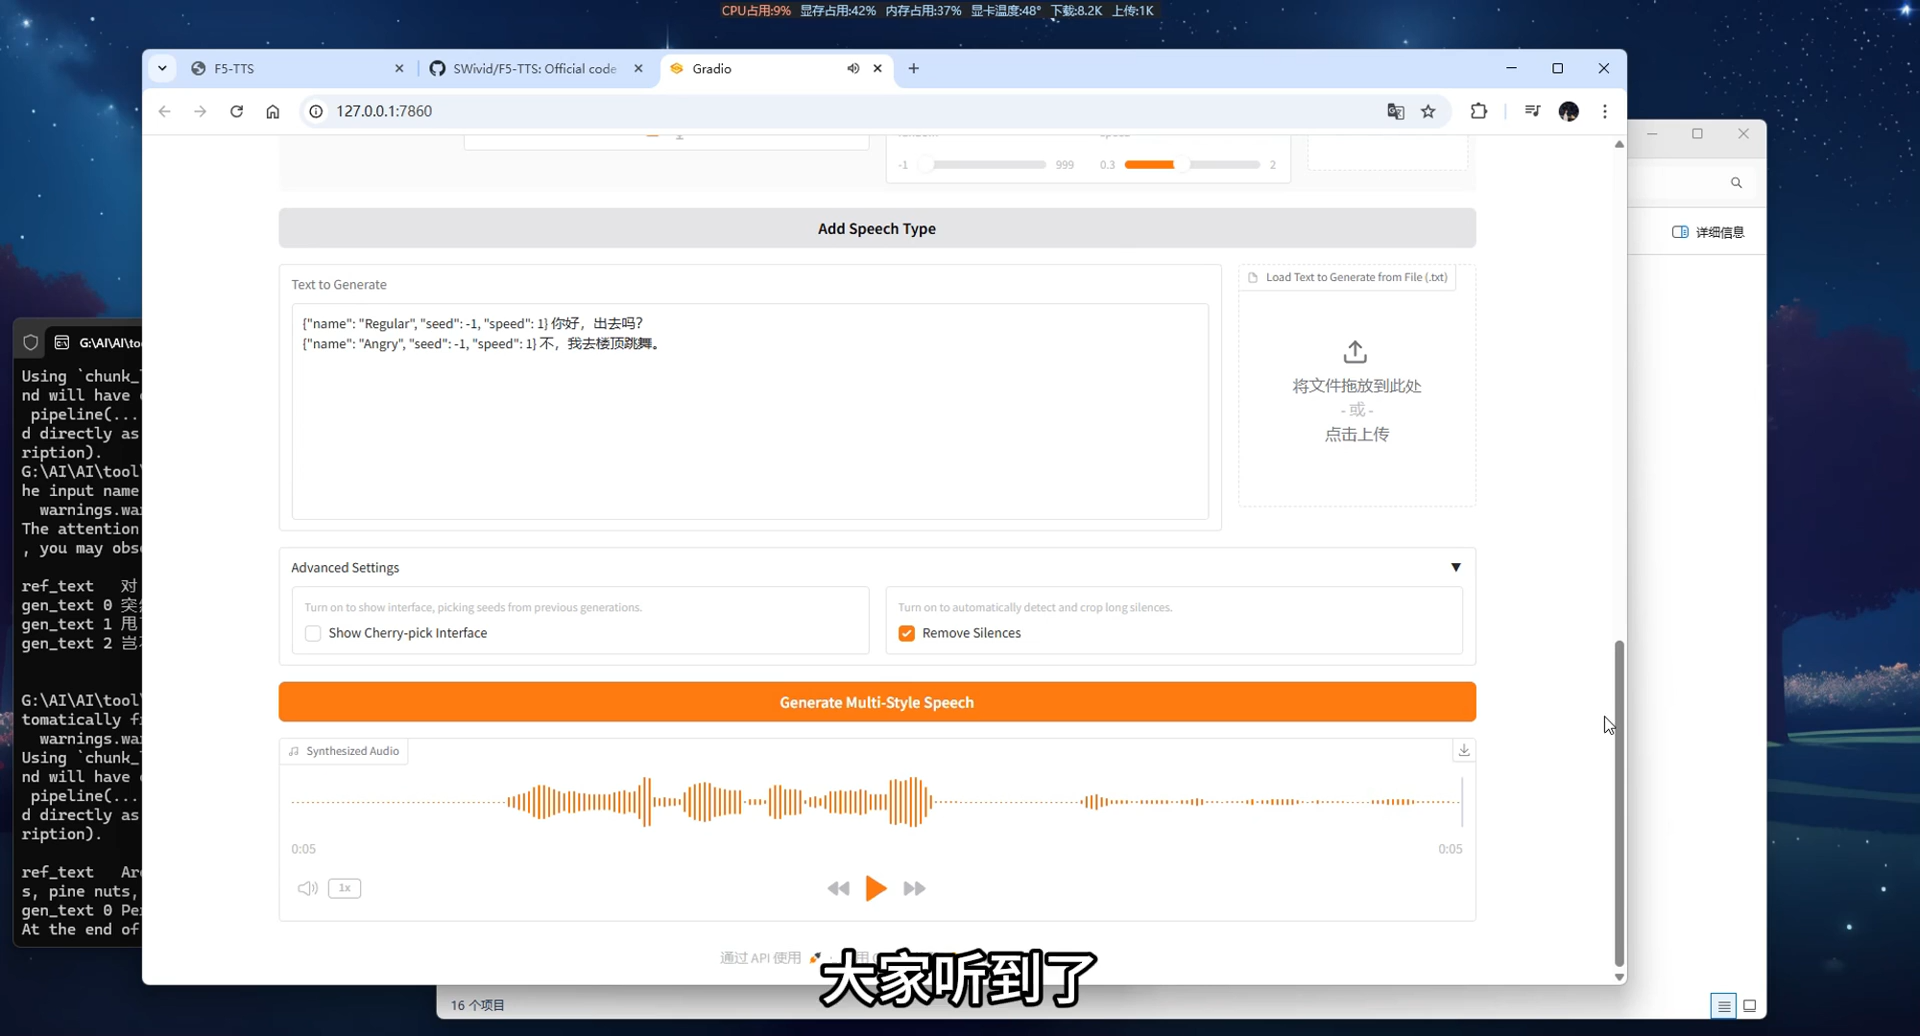 CPU占用:9% 显存占用:42% 内存占用:37% 显卡温度:48° 下载:8.2K 上传:1K
F5-TTS
SWivid/F5-TTS: Official code
Gradio
127.0.0.1:7860
-1 999 0.3 2
Add Speech Type
Text to Generate
{"name": "Regular", "seed": -1, "speed": 1} 你好，出去吗？
{"name": "Angry", "seed": -1, "speed": 1} 不，我去楼顶跳舞。
Load Text to Generate from File (.txt)
将文件拖放到此处
- 或 -
点击上传
Advanced Settings
Turn on to show interface, picking seeds from previous generations.
Show Cherry-pick Interface
Turn on to automatically detect and crop long silences.
Remove Silences
Generate Multi-Style Speech
Synthesized Audio
0:05 0:05
1x
通过 API 使用
大家听到了
详细信息
16 个项目
G:\AI\AI\too
Using `chunk_
nd will have
pipeline(...
d directly as
ription).
G:\AI\AI\tool
he input name
warnings.wa
The attention
, you may obs
ref_text 对
gen_text 0 突
gen_text 1 甩
gen_text 2 岂
G:\AI\AI\tool
tomatically f
warnings.wa
Using `chunk_
nd will have
pipeline(...
d directly as
ription).
ref_text Ar
s, pine nuts,
gen_text 0 Pe
At the end of